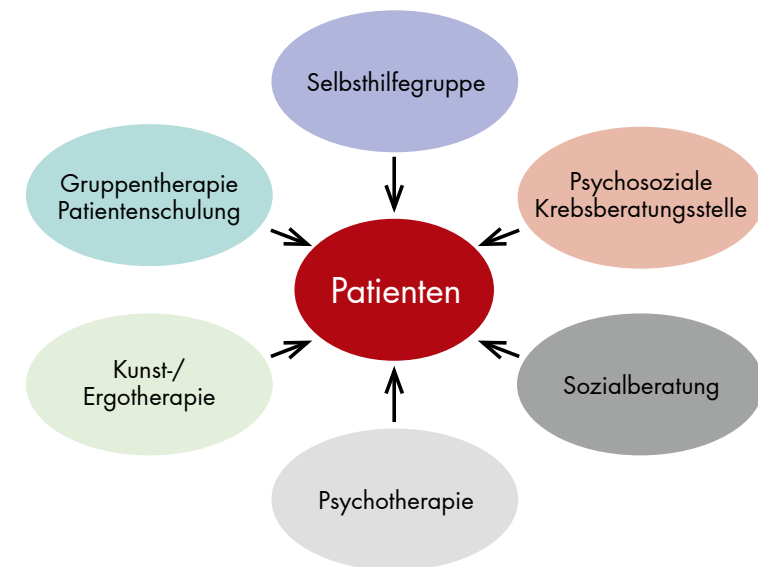 Selbsthilfegruppe
Gruppentherapie
Patientenschulung
Psychosoziale
Krebsberatungsstelle
Patienten
Kunst-/
Ergotherapie
Sozialberatung
Psychotherapie